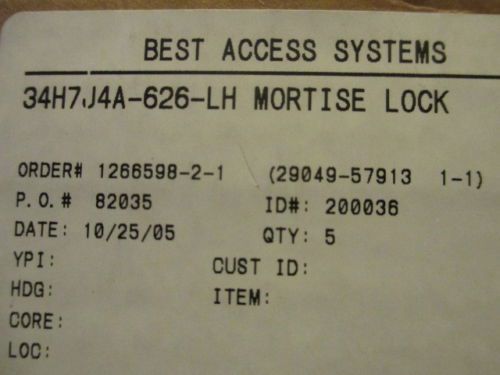 BEST ACCESS SYSTEMS
34H7J4A-626-LH MORTISE LOCK
ORDER# 1266598-2-1 (29049-57913 1-1)
P.O.# 82035 ID#: 200036
DATE: 10/25/05 QTY: 5
YPI: CUST ID:
HDG: ITEM:
CORE:
LOC: